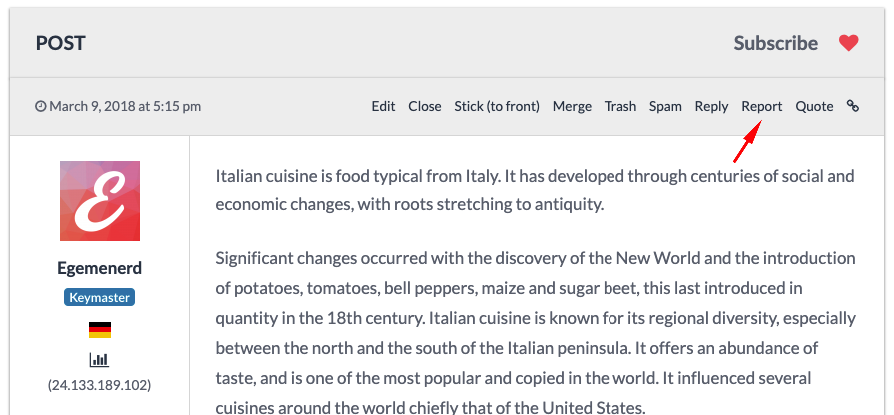 POST
Subscribe
March 9, 2018 at 5:15 pm
Edit Close Stick (to front) Merge Trash Spam Reply Report Quote
E
Egemenerd
Keymaster
(24.133.189.102)
Italian cuisine is food typical from Italy. It has developed through centuries of social and
economic changes, with roots stretching to antiquity.
Significant changes occurred with the discovery of the New World and the introduction
of potatoes, tomatoes, bell peppers, maize and sugar beet, this last introduced in
quantity in the 18th century. Italian cuisine is known for its regional diversity, especially
between the north and the south of the Italian peninsula. It offers an abundance of
taste, and is one of the most popular and copied in the world. It influenced several
cuisines around the world chiefly that of the United States.